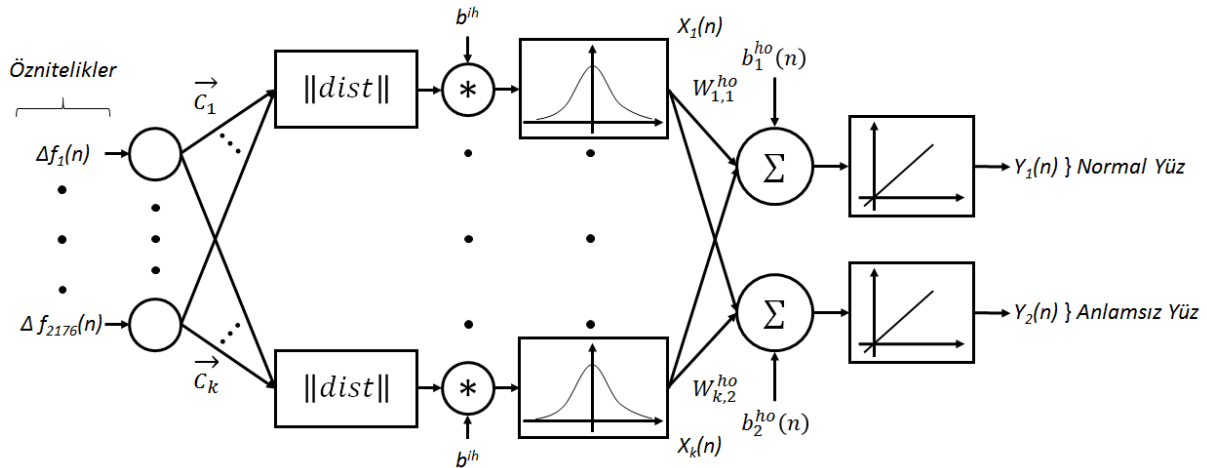 Öznitelikler
Δf₁(n)
Δ f₂₁₇₆(n)
C₁
Cₖ
‖dist‖
‖dist‖
bⁱʰ
*
*
bⁱʰ
X₁(n)
Xₖ(n)
W₁,₁ʰᵒ
Wₖ,₂ʰᵒ
b₁ʰᵒ(n)
Σ
Σ
b₂ʰᵒ(n)
Y₁(n) } Normal Yüz
Y₂(n) } Anlamsız Yüz